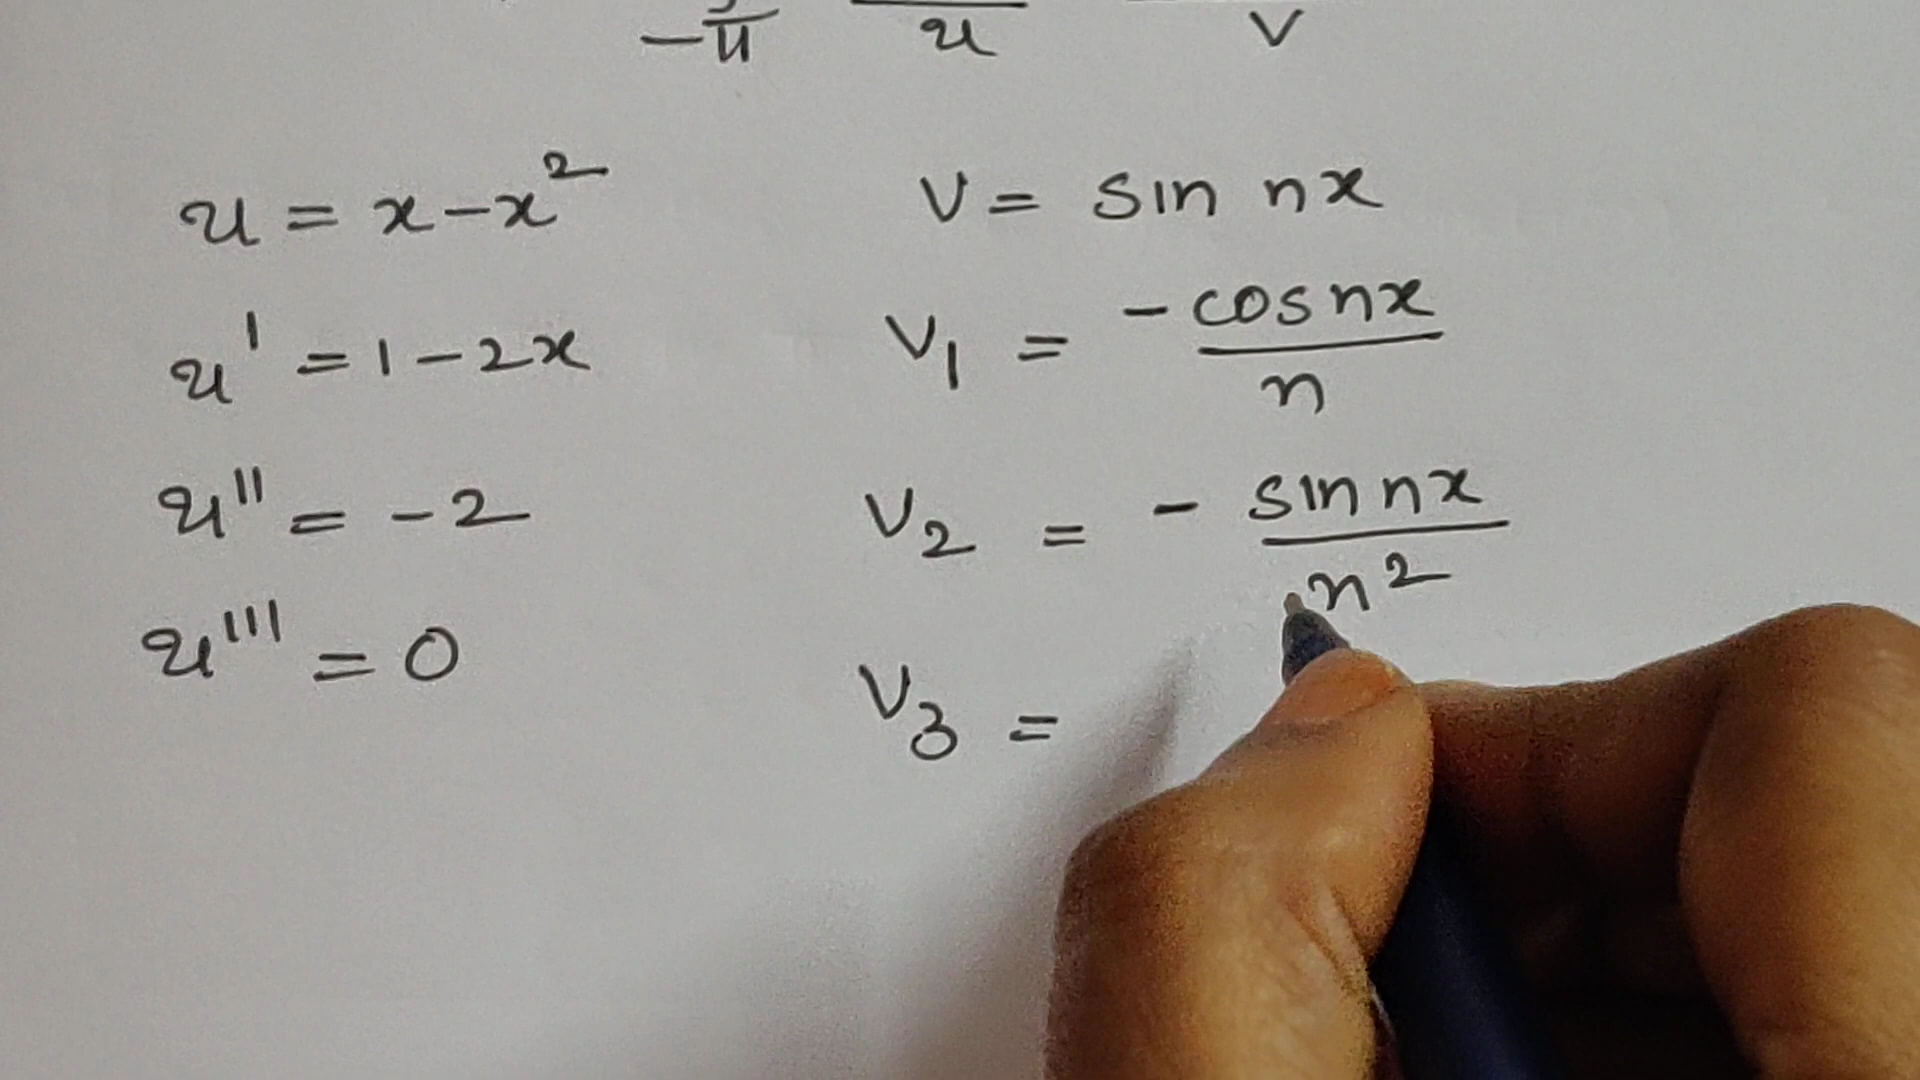 -π u v
u = x - x² v = sin nx
u' = 1 - 2x v₁ = -cos nx / n
u'' = -2 v₂ = - sin nx / n²
u''' = 0 v₃ =